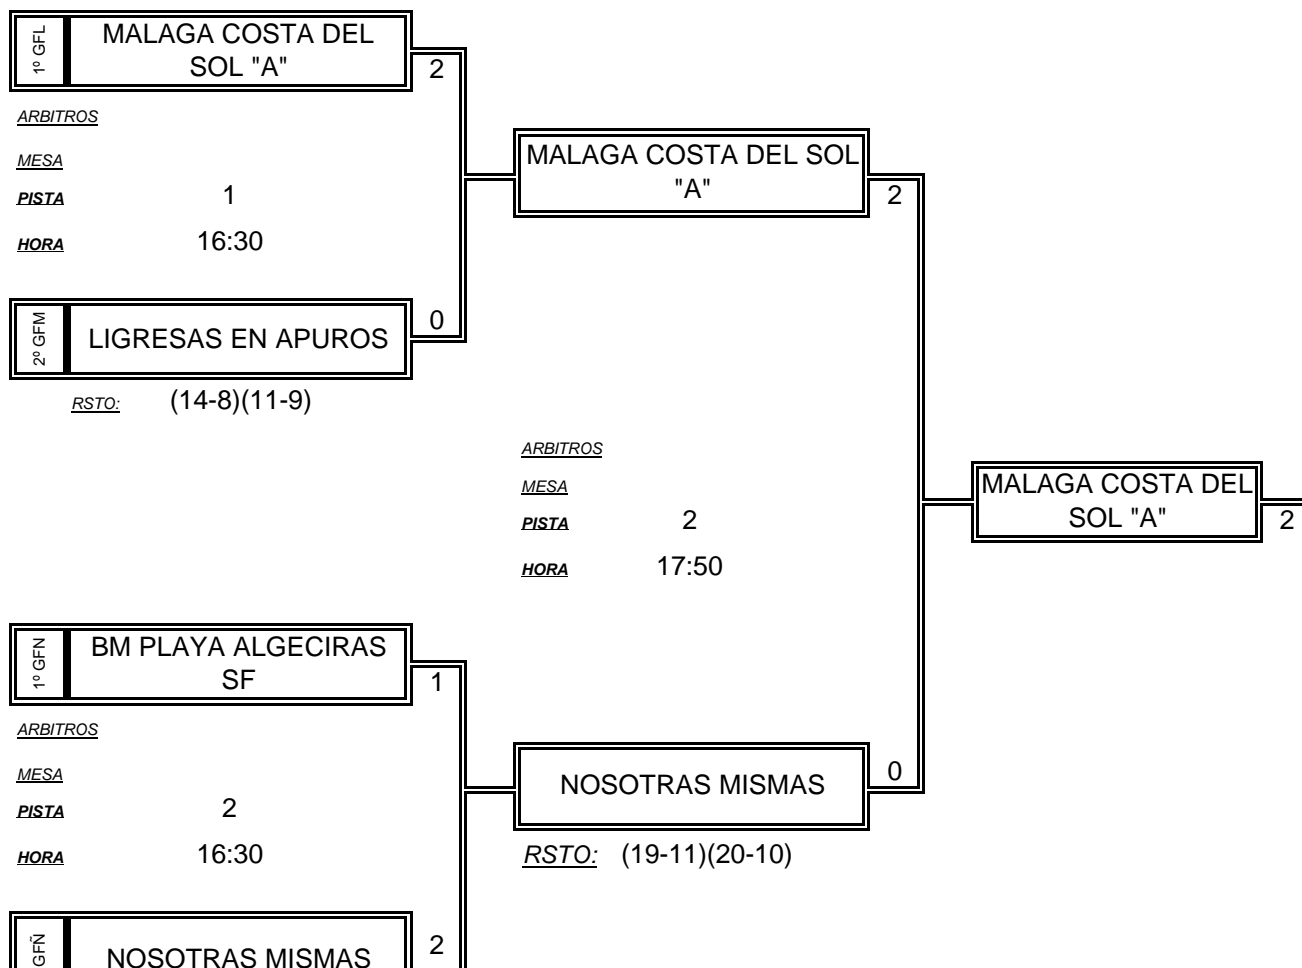 1º GFL
MALAGA COSTA DEL
SOL "A"
2
ARBITROS
MESA
PISTA 1
HORA 16:30
2º GFM
LIGRESAS EN APUROS
0
RSTO: (14-8)(11-9)
MALAGA COSTA DEL SOL
"A"
2
ARBITROS
MESA
PISTA 2
HORA 17:50
MALAGA COSTA DEL
SOL "A"
2
1º GFN
BM PLAYA ALGECIRAS
SF
1
ARBITROS
MESA
PISTA 2
HORA 16:30
NOSOTRAS MISMAS
0
RSTO: (19-11)(20-10)
GFÑ
NOSOTRAS MISMAS
2